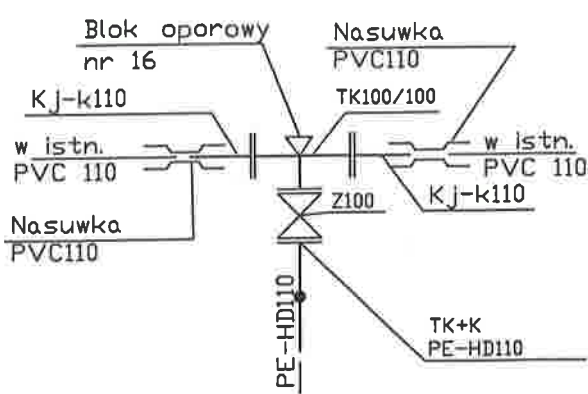 Blok oporowy
nr 16
Nasuwka
PVC110
Kj-k110
TK100/100
w istn.
PVC 110
w istn.
PVC 110
Kj-k110
Z100
Nasuwka
PVC110
PE-HD110
TK+K
PE-HD110